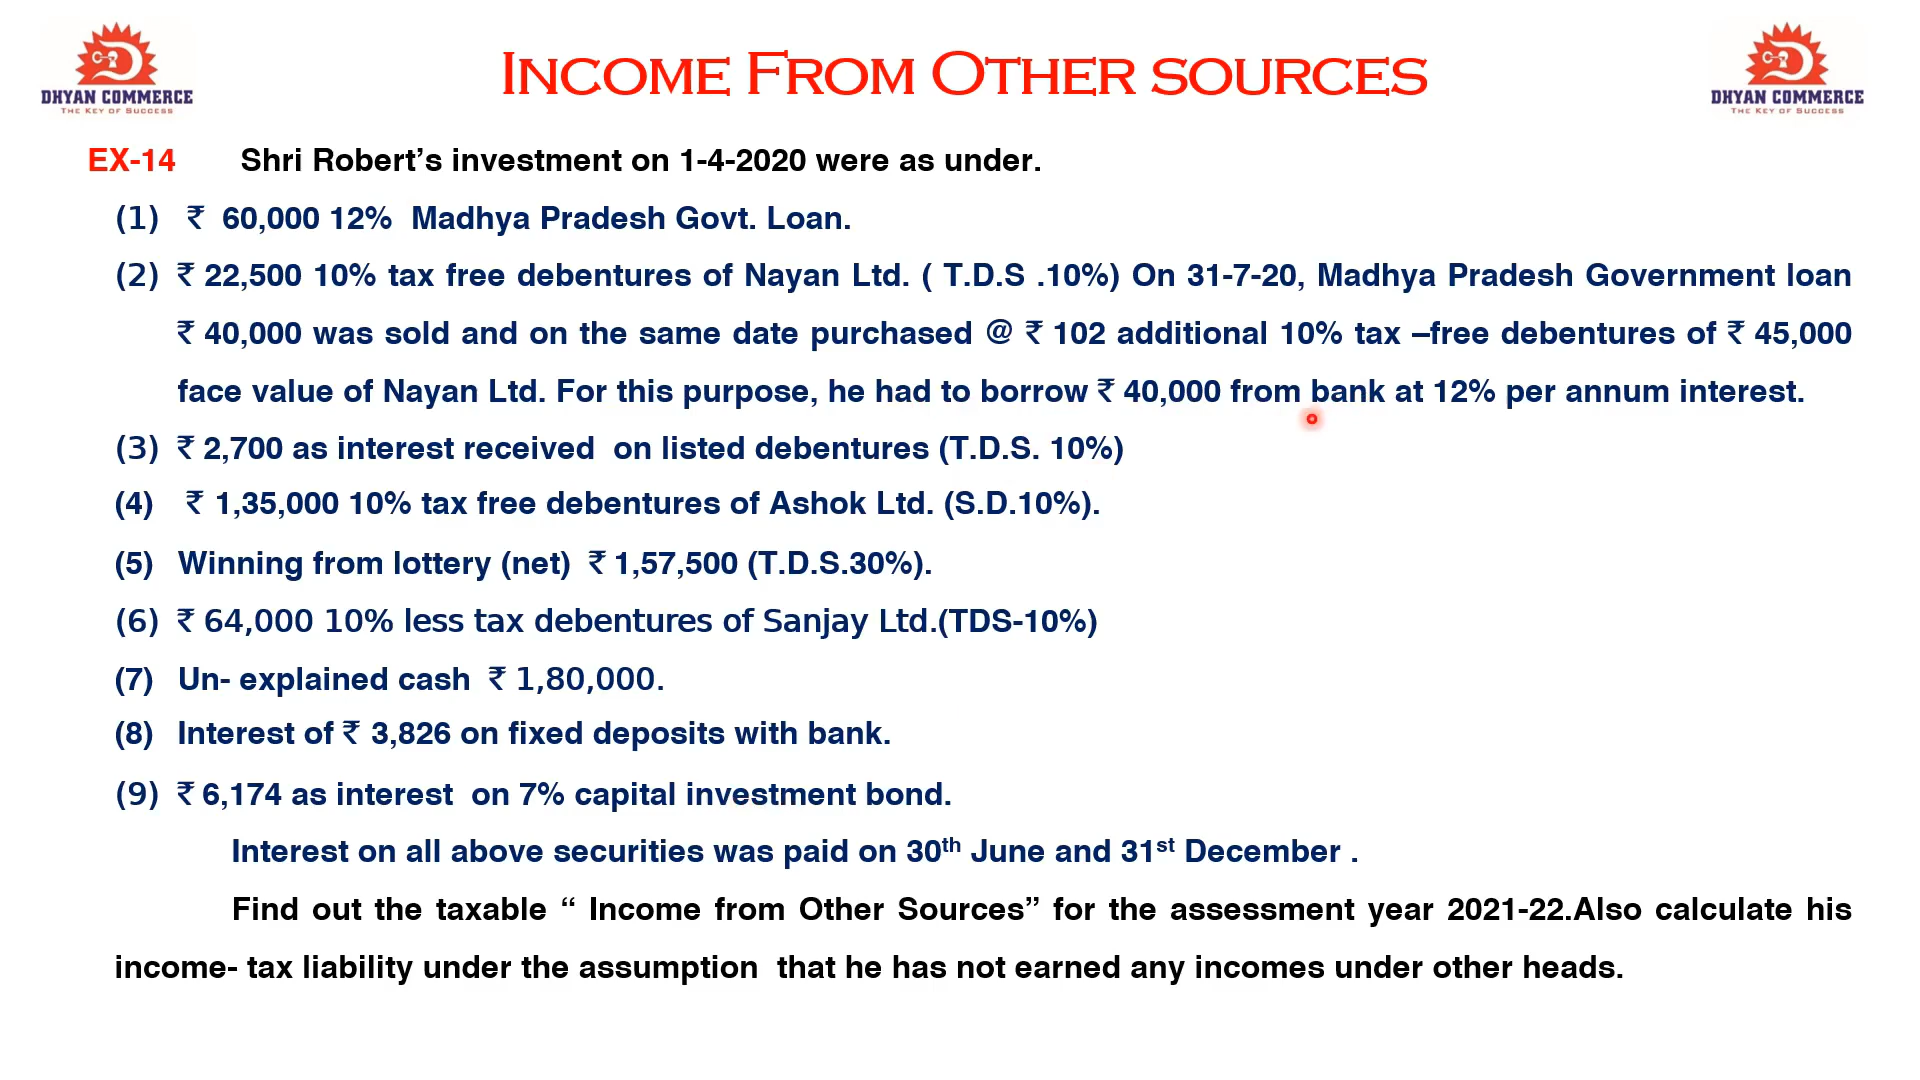 DHYAN COMMERCE
The Key of Success
Income From Other sources
DHYAN COMMERCE
The Key of Success
EX-14 Shri Robert’s investment on 1-4-2020 were as under.
(1) ₹ 60,000 12% Madhya Pradesh Govt. Loan.
(2) ₹ 22,500 10% tax free debentures of Nayan Ltd. ( T.D.S .10%) On 31-7-20, Madhya Pradesh Government loan
₹ 40,000 was sold and on the same date purchased @ ₹ 102 additional 10% tax –free debentures of ₹ 45,000
face value of Nayan Ltd. For this purpose, he had to borrow ₹ 40,000 from bank at 12% per annum interest.
(3) ₹ 2,700 as interest received on listed debentures (T.D.S. 10%)
(4) ₹ 1,35,000 10% tax free debentures of Ashok Ltd. (S.D.10%).
(5) Winning from lottery (net) ₹ 1,57,500 (T.D.S.30%).
(6) ₹ 64,000 10% less tax debentures of Sanjay Ltd.(TDS-10%)
(7) Un- explained cash ₹ 1,80,000.
(8) Interest of ₹ 3,826 on fixed deposits with bank.
(9) ₹ 6,174 as interest on 7% capital investment bond.
Interest on all above securities was paid on 30th June and 31st December .
Find out the taxable “ Income from Other Sources” for the assessment year 2021-22.Also calculate his
income- tax liability under the assumption that he has not earned any incomes under other heads.